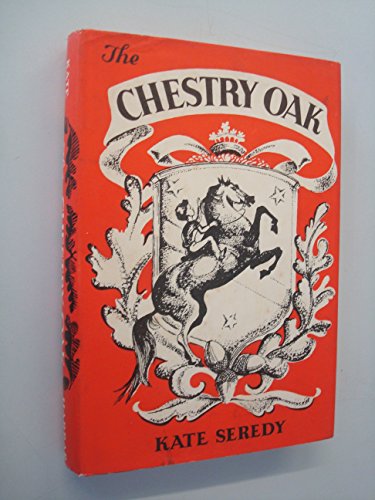 The
CHESTRY OAK
KATE SEREDY